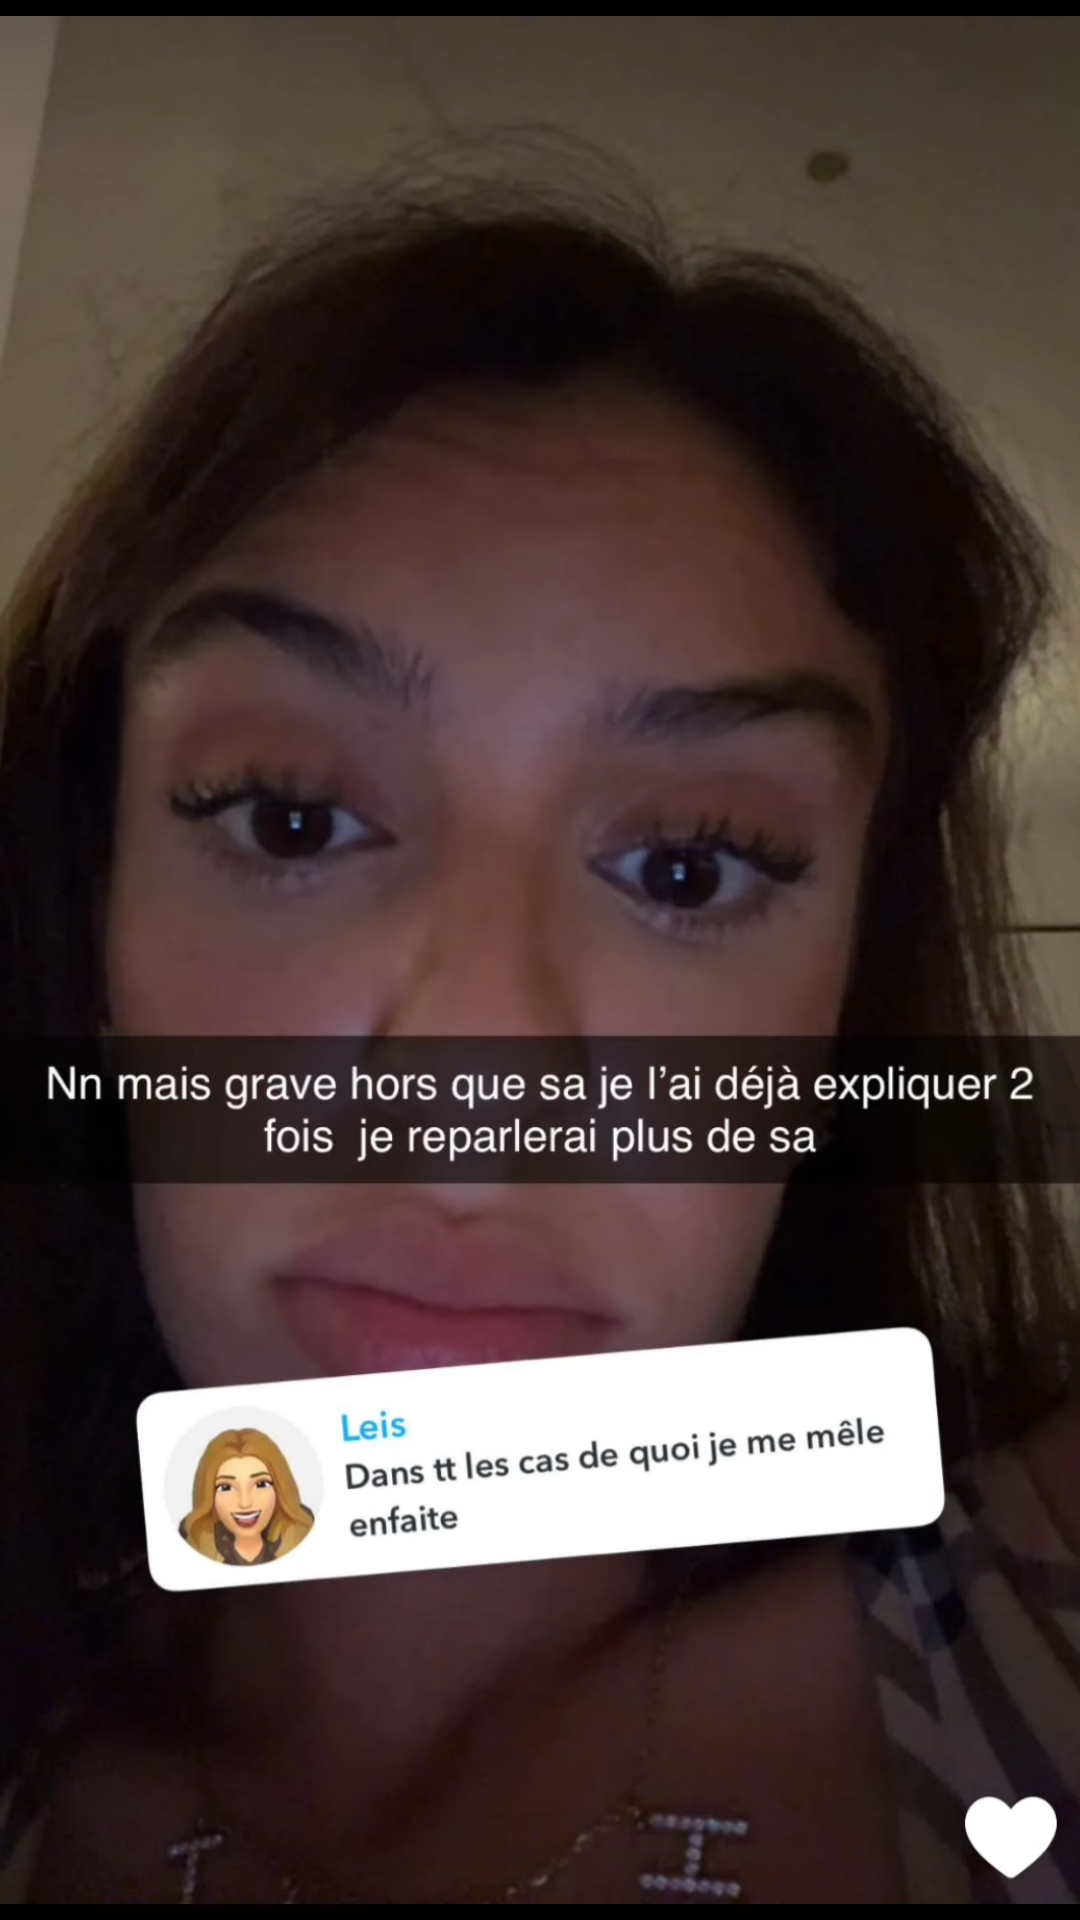 Nn mais grave hors que sa je l’ai déjà expliquer 2
fois  je reparlerai plus de sa
Leis
Dans tt les cas de quoi je me mêle
enfaite